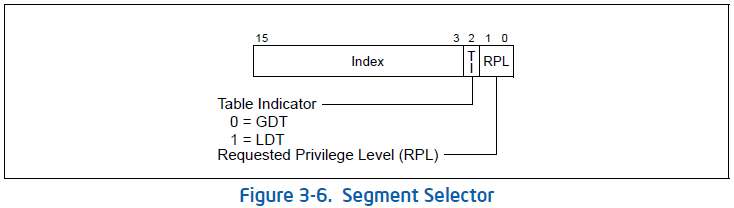 15 3 2 1 0
Index TI RPL
Table Indicator
0 = GDT
1 = LDT
Requested Privilege Level (RPL)
Figure 3-6. Segment Selector